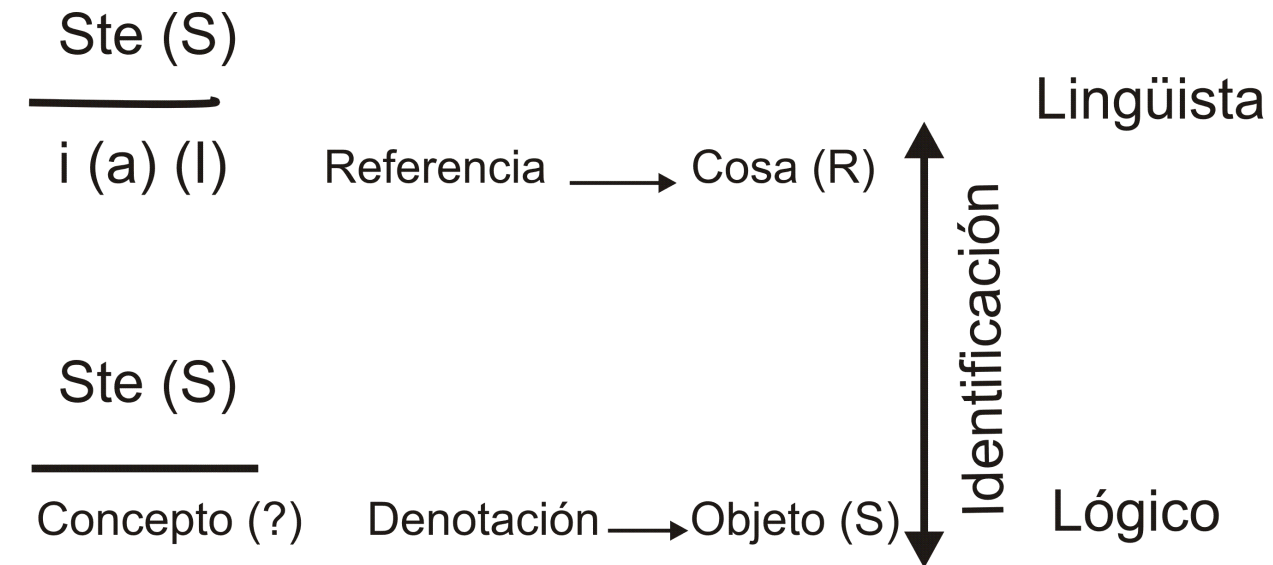 Ste (S)
Lingüista
i (a) (I) Referencia Cosa (R)
Identificación
Ste (S)
Concepto (?) Denotación Objeto (S) Lógico